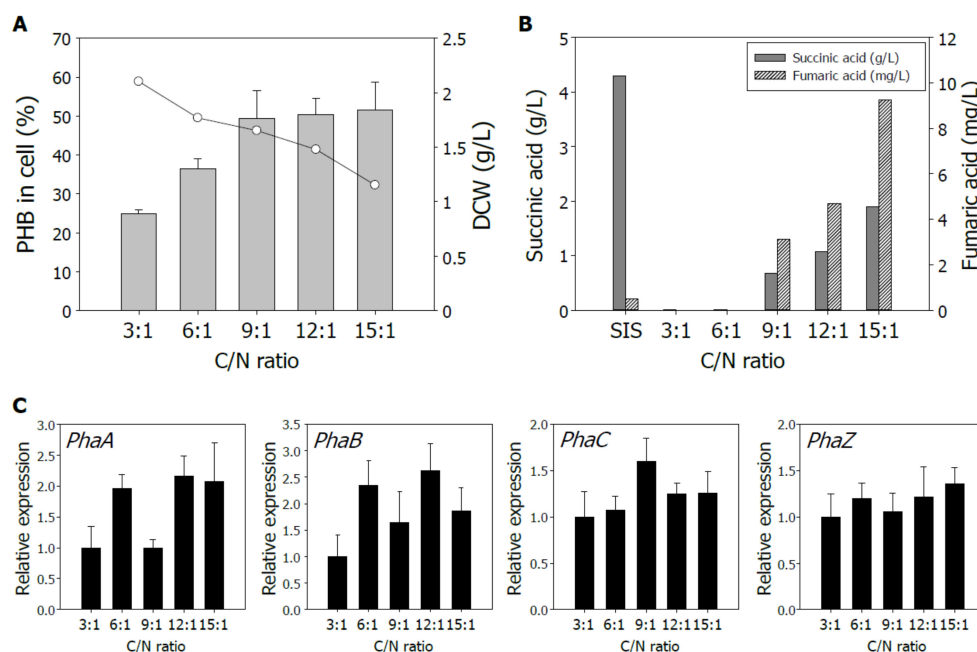 A
PHB in cell (%)
70
60
50
40
30
20
10
0
2.5
2
1.5
1
0.5
0
DCW (g/L)
3:1 6:1 9:1 12:1 15:1
C/N ratio
B
Succinic acid (g/L)
5
4
3
2
1
0
Succinic acid (g/L)
Fumaric acid (mg/L)
12
10
8
6
4
2
0
Fumaric acid (mg/L)
SIS 3:1 6:1 9:1 12:1 15:1
C/N ratio
C
Relative expression
3.0
2.5
2.0
1.5
1.0
0.5
0.0
PhaA
3:1 6:1 9:1 12:1 15:1
C/N ratio
Relative expression
3.5
3.0
2.5
2.0
1.5
1.0
0.5
0.0
PhaB
3:1 6:1 9:1 12:1 15:1
C/N ratio
Relative expression
2.0
1.5
1.0
0.5
0.0
PhaC
3:1 6:1 9:1 12:1 15:1
C/N ratio
Relative expression
2.0
1.5
1.0
0.5
0.0
PhaZ
3:1 6:1 9:1 12:1 15:1
C/N ratio